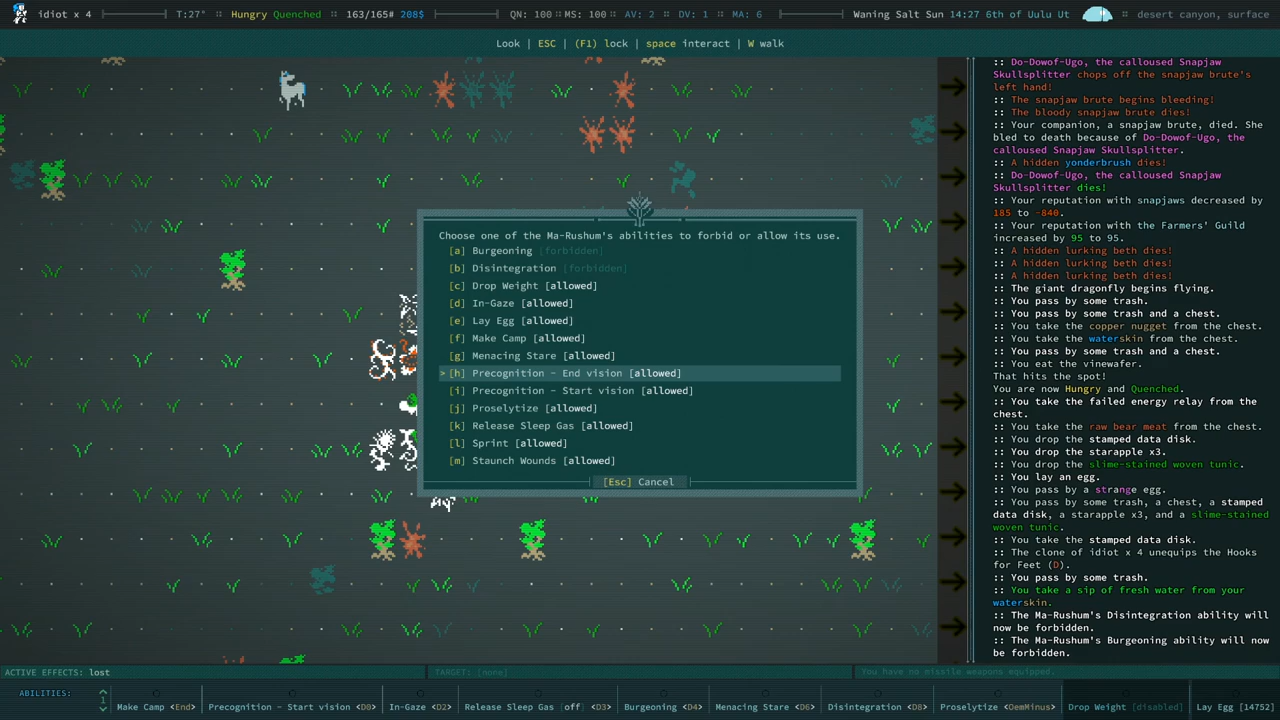 idiot x 4 T:27° Hungry Quenched 163/165# 208$ QN: 100 MS: 100 AV: 2 DV: 1 MA: 6 Waning Salt Sun 14:27 6th of Uulu Ut desert canyon, surface
Look | ESC | (F1) lock | space interact | W walk
Choose one of the Ma-Rushum's abilities to forbid or allow its use.
[a] Burgeoning [forbidden]
[b] Disintegration [forbidden]
[c] Drop Weight [allowed]
[d] In-Gaze [allowed]
[e] Lay Egg [allowed]
[f] Make Camp [allowed]
[g] Menacing Stare [allowed]
> [h] Precognition - End vision [allowed]
[i] Precognition - Start vision [allowed]
[j] Proselytize [allowed]
[k] Release Sleep Gas [allowed]
[l] Sprint [allowed]
[m] Staunch Wounds [allowed]
[Esc] Cancel
:: Do-Dowof-Ugo, the calloused Snapjaw
Skullsplitter chops off the snapjaw brute's
left hand!
:: The snapjaw brute begins bleeding!
:: The bloody snapjaw brute dies!
:: Your companion, a snapjaw brute, died. She
bled to death because of Do-Dowof-Ugo, the
calloused Snapjaw Skullsplitter.
:: A hidden yonderbrush dies!
:: Do-Dowof-Ugo, the calloused Snapjaw
Skullsplitter dies!
:: Your reputation with snapjaws decreased by
185 to -840.
:: Your reputation with the Farmers' Guild
increased by 95 to 95.
:: A hidden lurking beth dies!
:: A hidden lurking beth dies!
:: A hidden lurking beth dies!
:: The giant dragonfly begins flying.
:: You pass by some trash.
:: You pass by some trash and a chest.
:: You take the copper nugget from the chest.
:: You take the waterskin from the chest.
:: You pass by some trash and a chest.
:: You eat the vinewafer.
That hits the spot!
You are now Hungry and Quenched.
:: You take the failed energy relay from the
chest.
:: You take the raw bear meat from the chest.
:: You drop the stamped data disk.
:: You drop the starapple x3.
:: You drop the slime-stained woven tunic.
:: You lay an egg.
:: You pass by a strange egg.
:: You pass by some trash, a chest, a stamped
data disk, a starapple x3, and a slime-stained
woven tunic.
:: You take the stamped data disk.
:: The clone of idiot x 4 unequips the Hooks
for Feet (D).
:: You pass by some trash.
:: You take a sip of fresh water from your
waterskin.
:: The Ma-Rushum's Disintegration ability will
now be forbidden.
:: The Ma-Rushum's Burgeoning ability will now
be forbidden.
ACTIVE EFFECTS: lost TARGET: [none] You have no missile weapons equipped.
ABILITIES: 1 Make Camp <End> Precognition - Start vision <D0> In-Gaze <D2> Release Sleep Gas [off] <D3> Burgeoning <D4> Menacing Stare <D6> Disintegration <D8> Proselytize <OemMinus> Drop Weight [disabled] Lay Egg [14752]